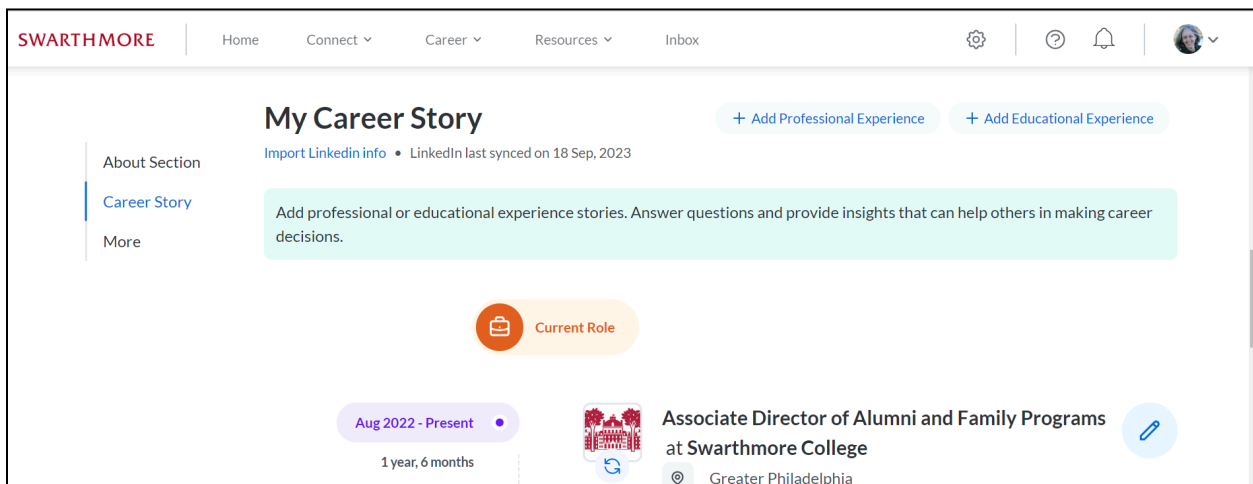 SWARTHMORE Home Connect Career Resources Inbox
My Career Story + Add Professional Experience + Add Educational Experience
Import Linkedin info • LinkedIn last synced on 18 Sep, 2023
About Section
Career Story
More
Add professional or educational experience stories. Answer questions and provide insights that can help others in making career
decisions.
Current Role
Aug 2022 - Present
1 year, 6 months
Associate Director of Alumni and Family Programs
at Swarthmore College
Greater Philadelphia